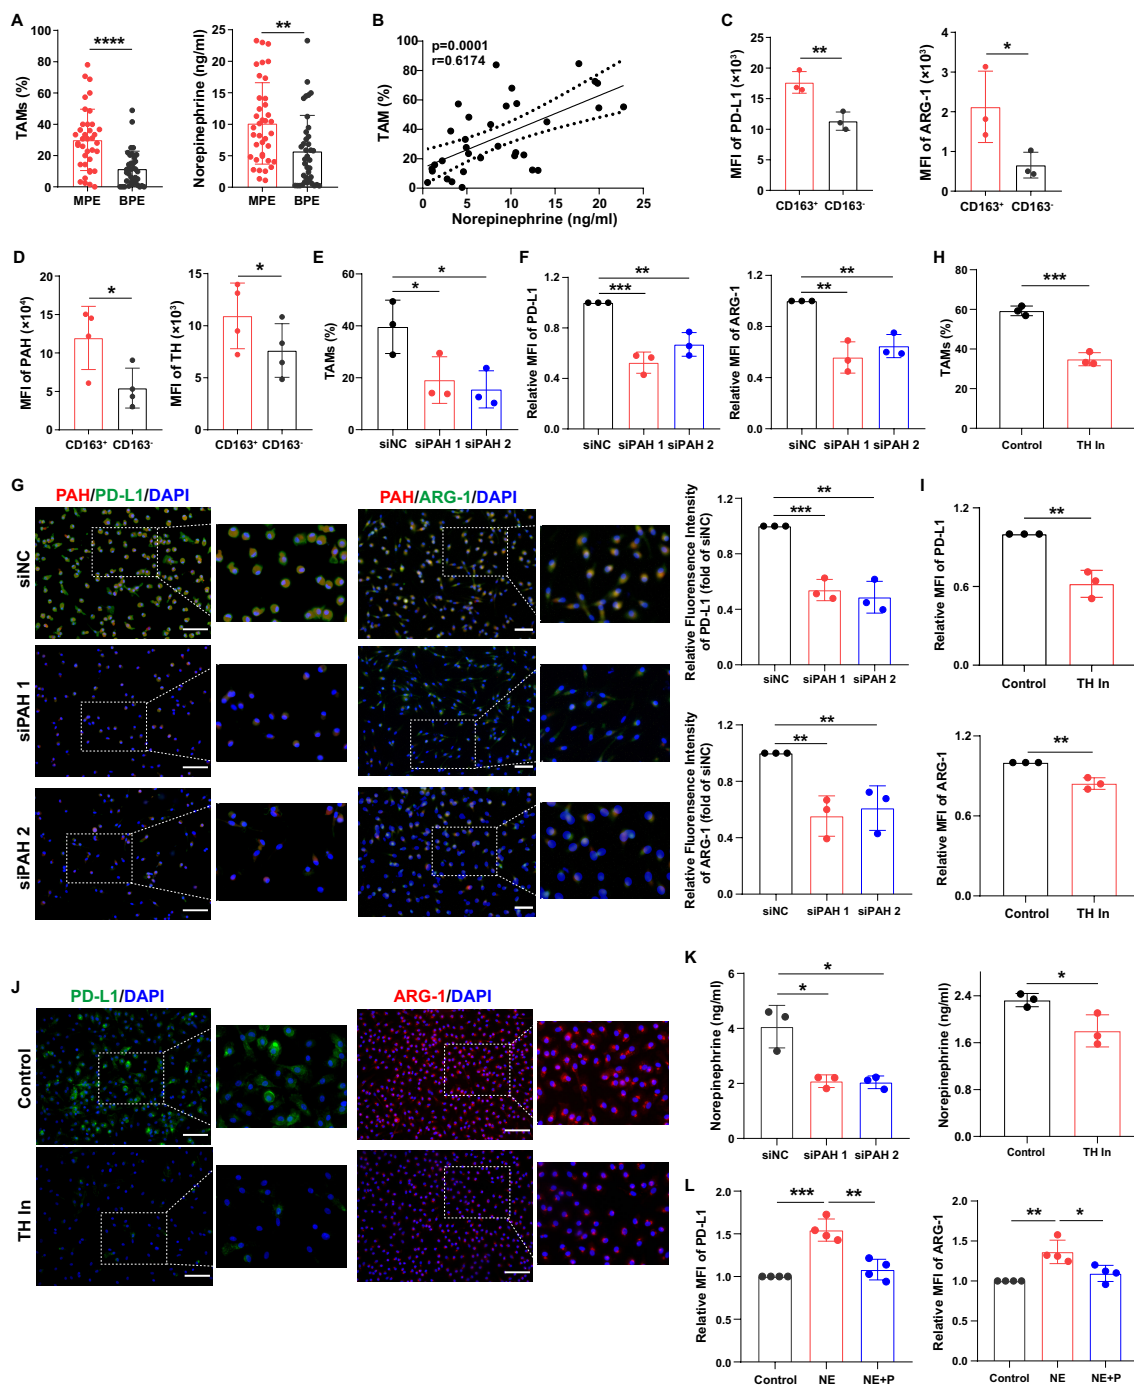 A
TAMs (%)
100
80
60
40
20
0
****
MPE
BPE
Norepinephrine (ng/ml)
25
20
15
10
5
0
**
MPE
BPE
B
p=0.0001
r=0.6174
TAM (%)
100
80
60
40
20
0
0
5
10
15
20
25
Norepinephrine (ng/ml)
C
MFI of PD-L1 (×10³)
25
20
15
10
5
0
**
CD163⁺
CD163⁻
MFI of ARG-1 (×10³)
4
3
2
1
0
*
CD163⁺
CD163⁻
D
MFI of PAH (×10⁴)
20
15
10
5
0
*
CD163⁺
CD163⁻
MFI of TH (×10³)
15
10
5
0
*
CD163⁺
CD163⁻
E
TAMs (%)
60
40
20
0
*
*
siNC
siPAH 1
siPAH 2
F
Relative MFI of PD-L1
1.2
0.8
0.4
0.0
**
***
siNC
siPAH 1
siPAH 2
Relative MFI of ARG-1
1.2
0.9
0.6
0.3
0.0
**
**
siNC
siPAH 1
siPAH 2
H
TAMs (%)
80
60
40
20
0
***
Control
TH In
G
PAH/PD-L1/DAPI
PAH/ARG-1/DAPI
siNC
siPAH 1
siPAH 2
Relative Fluorensence Intensity
of PD-L1 (fold of siNC)
1.2
0.8
0.4
0.0
**
***
siNC
siPAH 1
siPAH 2
Relative Fluorensence Intensity
of ARG-1 (fold of siNC)
1.2
0.8
0.4
0.0
**
**
siNC
siPAH 1
siPAH 2
I
Relative MFI of PD-L1
1.2
0.6
0.0
**
Control
TH In
Relative MFI of ARG-1
1.2
0.6
0.0
**
Control
TH In
J
PD-L1/DAPI
ARG-1/DAPI
Control
TH In
K
Norepinephrine (ng/ml)
6
4
2
0
*
*
siNC
siPAH 1
siPAH 2
Norepinephrine (ng/ml)
2.4
1.6
0.8
0.0
*
Control
TH In
L
Relative MFI of PD-L1
2.0
1.5
1.0
0.5
0.0
***
**
Control
NE
NE+P
Relative MFI of ARG-1
2.0
1.5
1.0
0.5
0.0
**
*
Control
NE
NE+P